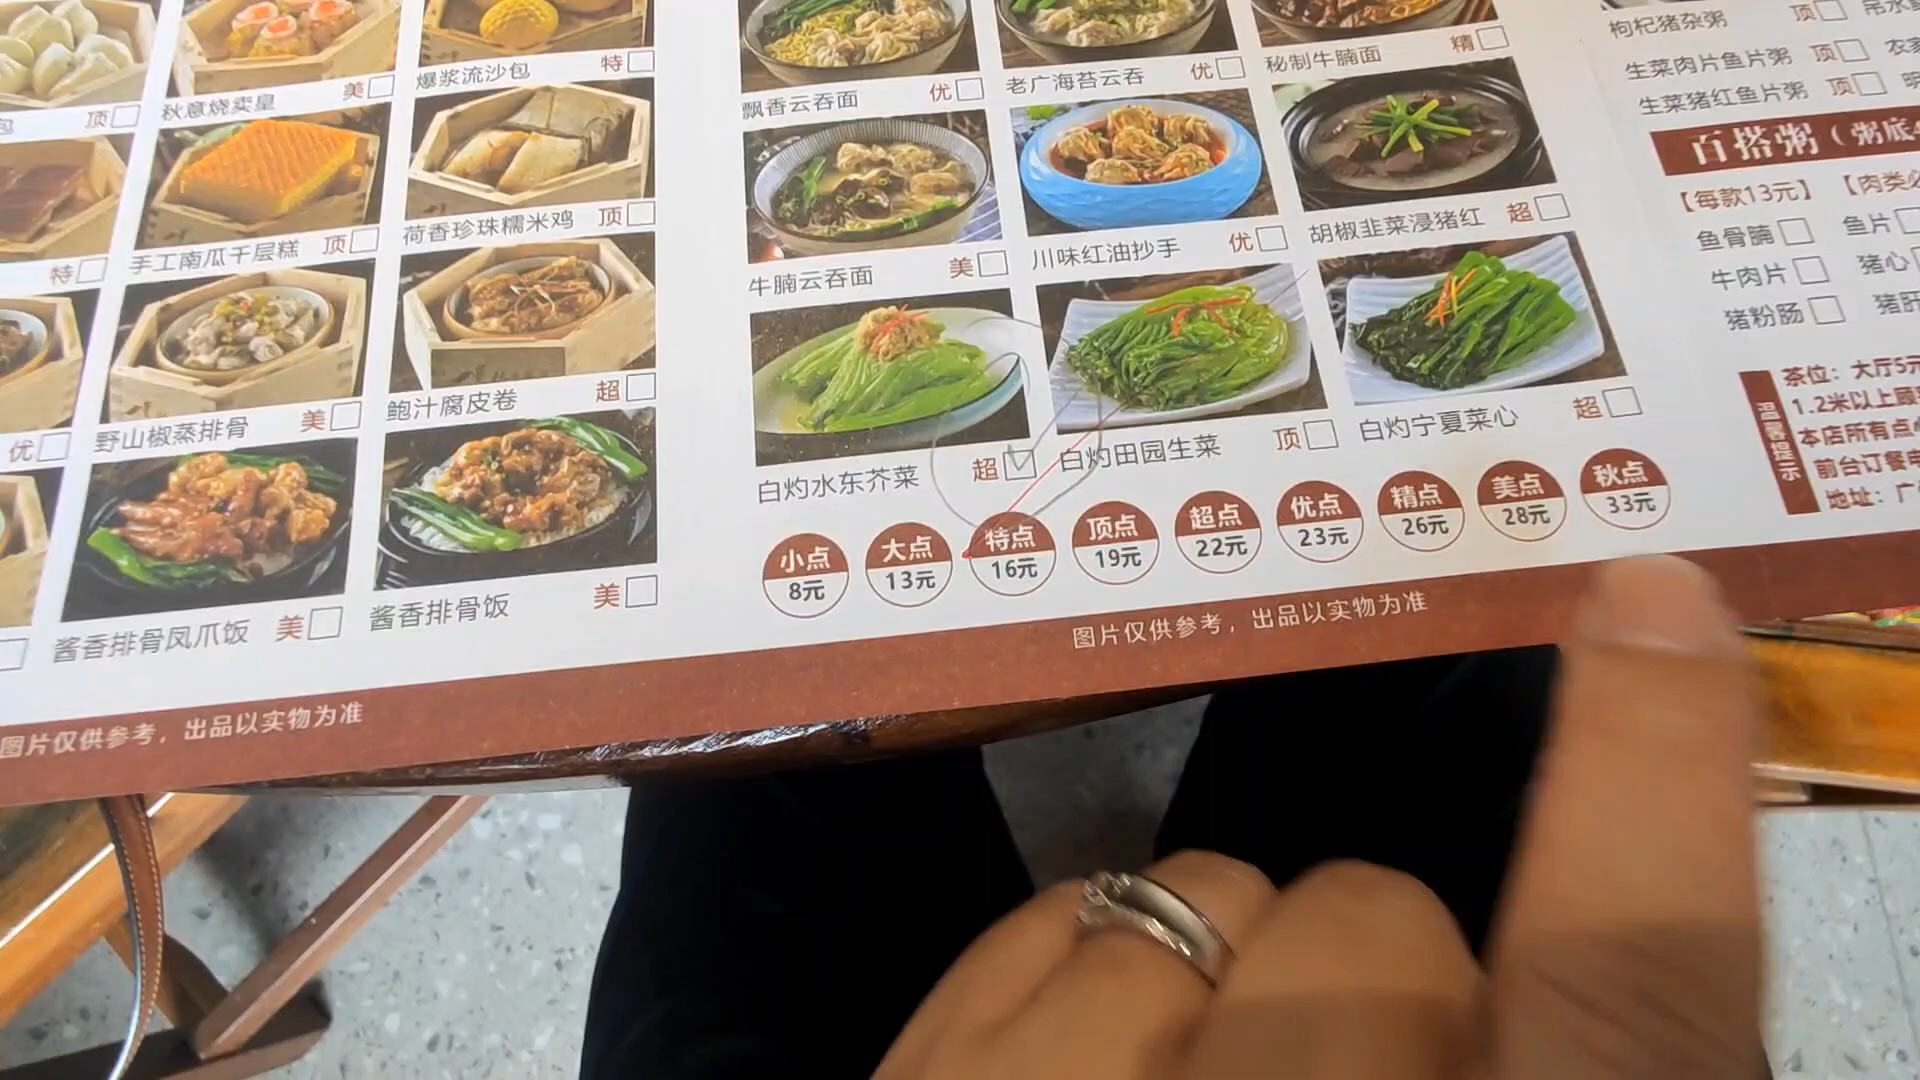 包 顶
秋意烧卖皇 美
爆浆流沙包 特
特
手工南瓜千层糕 顶
荷香珍珠糯米鸡 顶
优
野山椒蒸排骨 美
鲍汁腐皮卷 超
酱香排骨凤爪饭 美
酱香排骨饭 美
图片仅供参考，出品以实物为准
飘香云吞面 优
老广海苔云吞 优
秘制牛腩面 精
牛腩云吞面 美
川味红油抄手 优
胡椒韭菜浸猪红 超
白灼水东芥菜 超
白灼田园生菜 顶
白灼宁夏菜心 超
小点 8元
大点 13元
特点 16元
顶点 19元
超点 22元
优点 23元
精点 26元
美点 28元
秋点 33元
图片仅供参考，出品以实物为准
枸杞猪杂粥 顶
生菜肉片鱼片粥 顶
生菜猪红鱼片粥 顶
百搭粥（粥底
【每款13元】 【肉类必
鱼骨腩 鱼片
牛肉片 猪心
猪粉肠 猪肝
温馨提示
茶位：大厅5元
1.2米以上顾
本店所有点
前台订餐电
地址：广